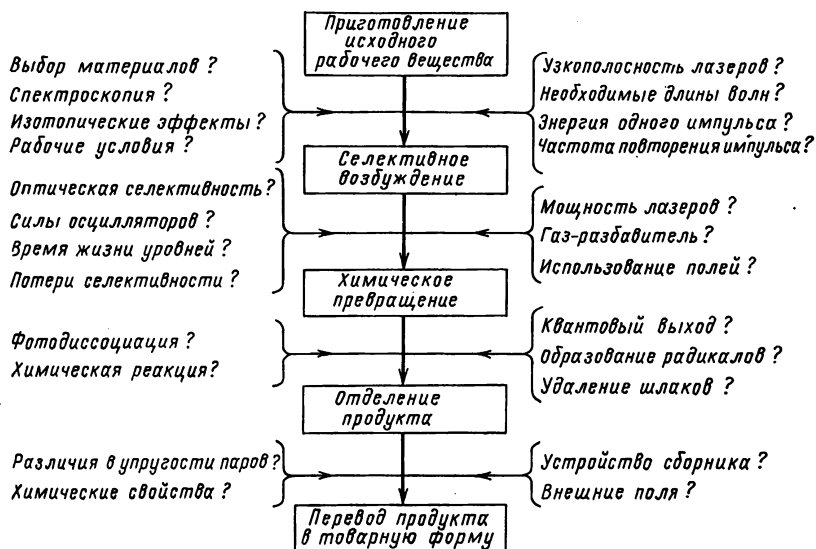 Приготовление
исходного
рабочего вещества
Выбор материалов?
Спектроскопия?
Изотопические эффекты?
Рабочие условия?
Узкополосность лазеров?
Необходимые длины волн?
Энергия одного импульса?
Частота повторения импульса?
Селективное
возбуждение
Оптическая селективность?
Силы осцилляторов?
Время жизни уровней?
Потери селективности?
Мощность лазеров?
Газ-разбавитель?
Использование полей?
Химическое
превращение
Фотодиссоциация?
Химическая реакция?
Квантовый выход?
Образование радикалов?
Удаление шлаков?
Отделение
продукта
Различия в упругости паров?
Химические свойства?
Устройство сборника?
Внешние поля?
Перевод продукта
в товарную форму